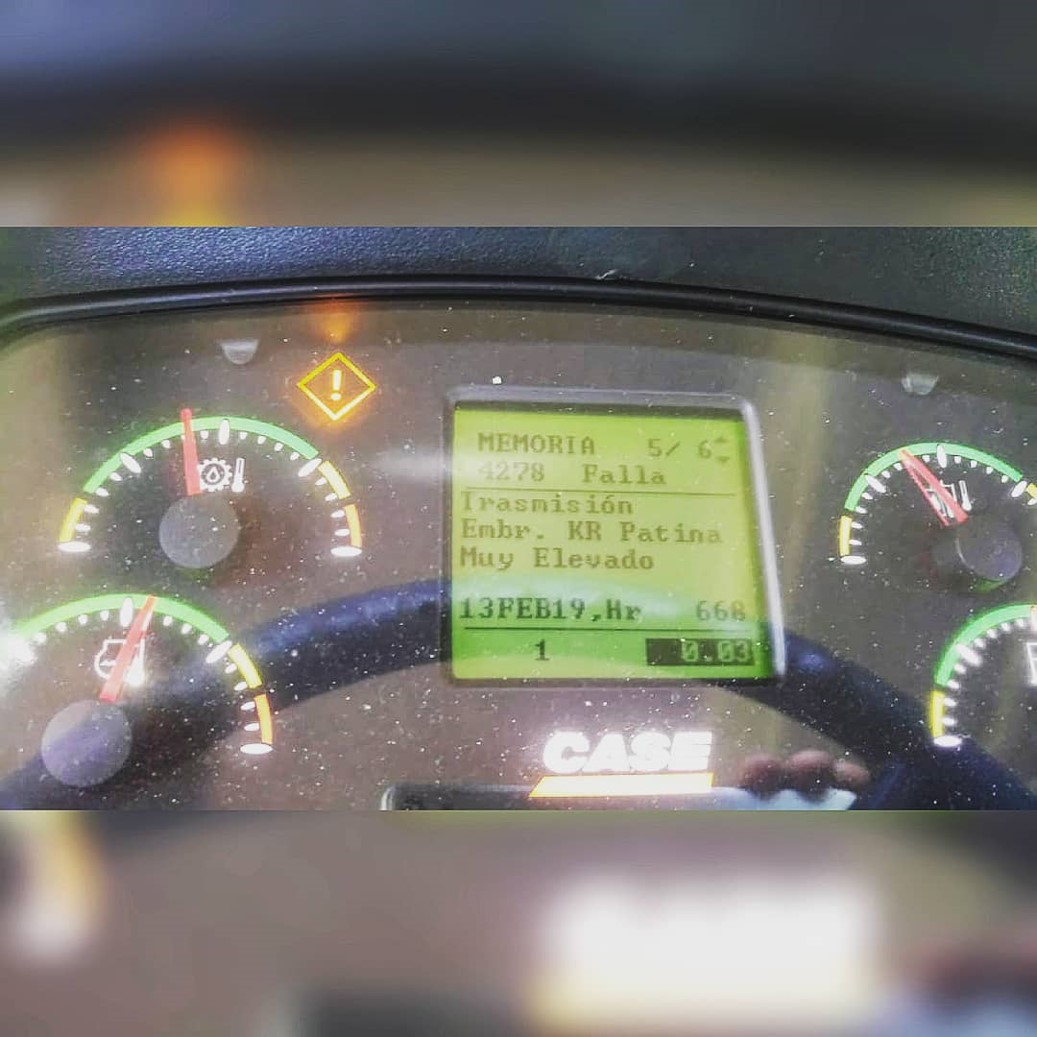 MEMORIA 5/ 6
4278 Falla
Trasmisión
Embr. KR Patina
Muy Elevado
13FEB19,Hr 668
1 0.03
CASE